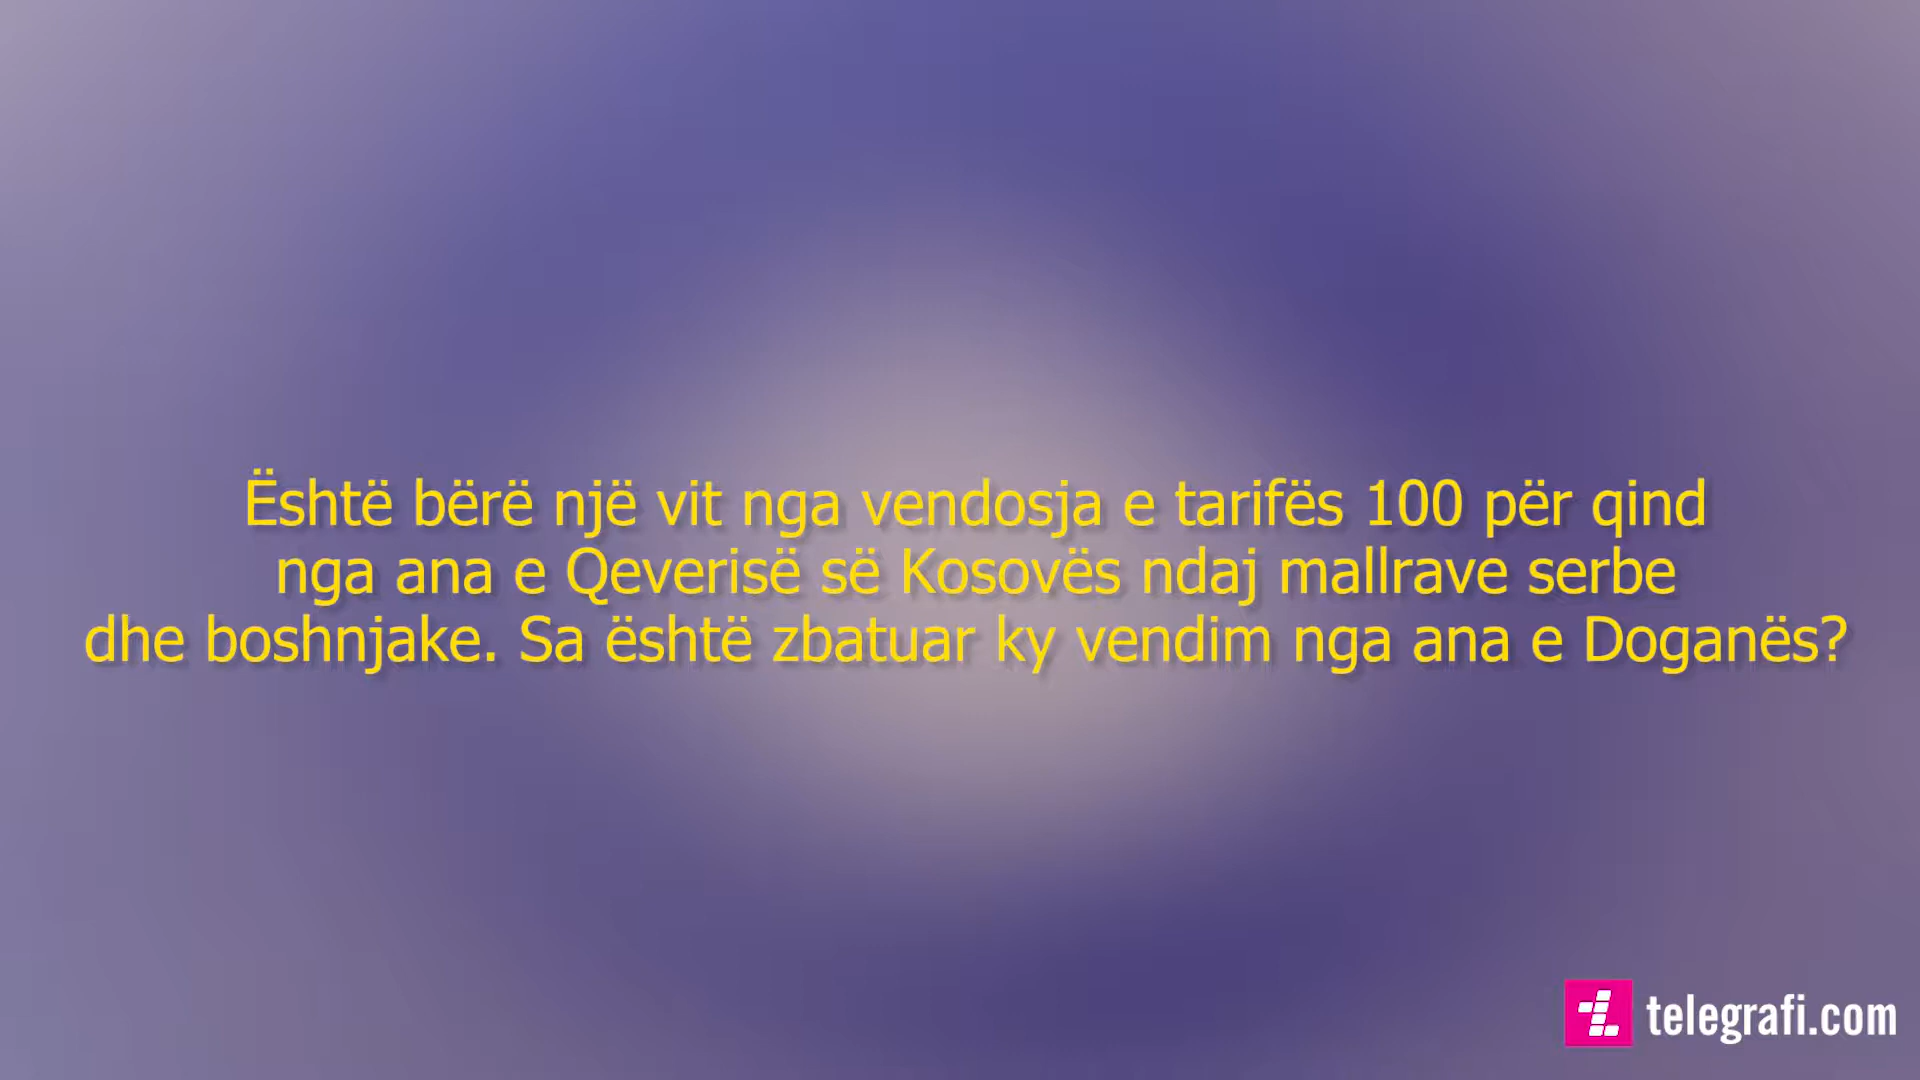 Është bërë një vit nga vendosja e tarifës 100 për qind
nga ana e Qeverisë së Kosovës ndaj mallrave serbe
dhe boshnjake. Sa është zbatuar ky vendim nga ana e Doganës?
telegrafi.com